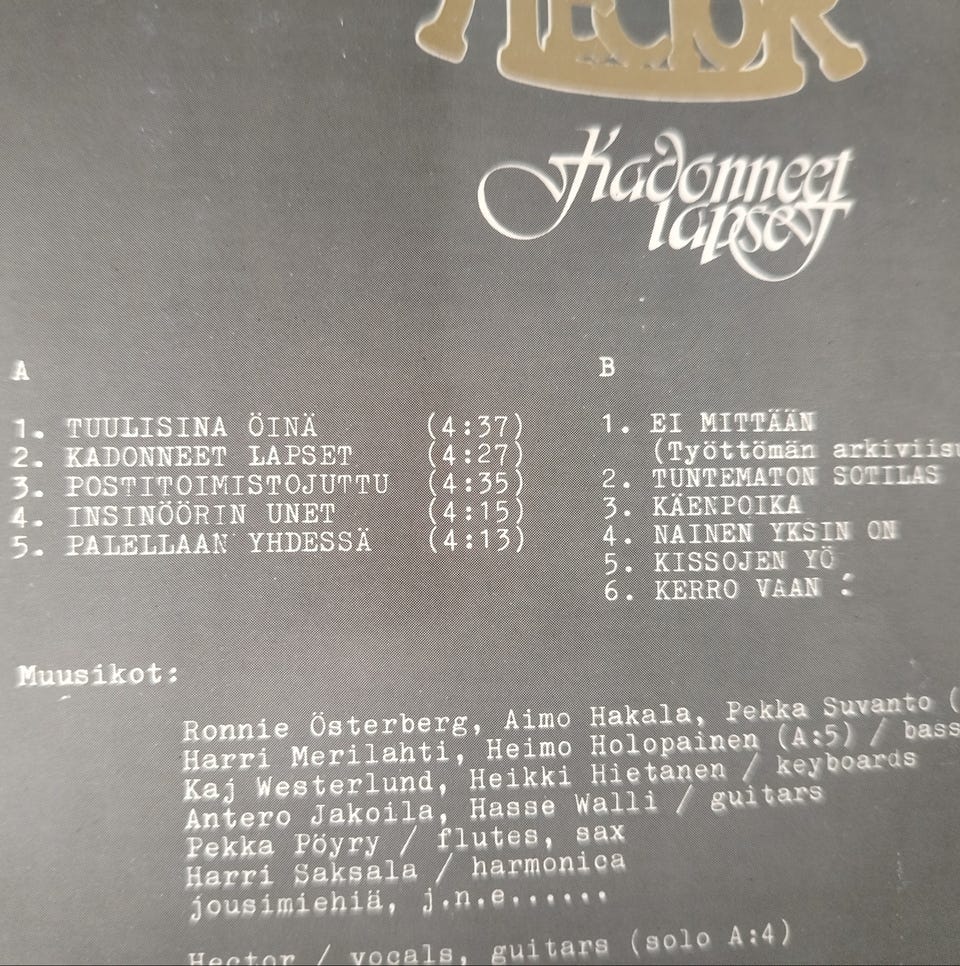 HECTOR
Kadonneet
lapset
A
1. TUULISINA ÖINÄ (4:37)
2. KADONNEET LAPSET (4:27)
3. POSTITOIMISTOJUTTU (4:35)
4. INSINÖÖRIN UNET (4:15)
5. PALELLAAN YHDESSÄ (4:13)
B
1. EI MITTÄÄN
(Työttömän arkiviisu
2. TUNTEMATON SOTILAS
3. KÄENPOIKA
4. NAINEN YKSIN ON
5. KISSOJEN YÖ
6. KERRO VAAN :
Muusikot:
Ronnie Österberg, Aimo Hakala, Pekka Suvanto (
Harri Merilahti, Heimo Holopainen (A:5) / bass
Kaj Westerlund, Heikki Hietanen / keyboards
Antero Jakoila, Hasse Walli / guitars
Pekka Pöyry / flutes, sax
Harri Saksala / harmonica
jousimiehiä, j.n.e......
Hector / vocals, guitars (solo A:4)